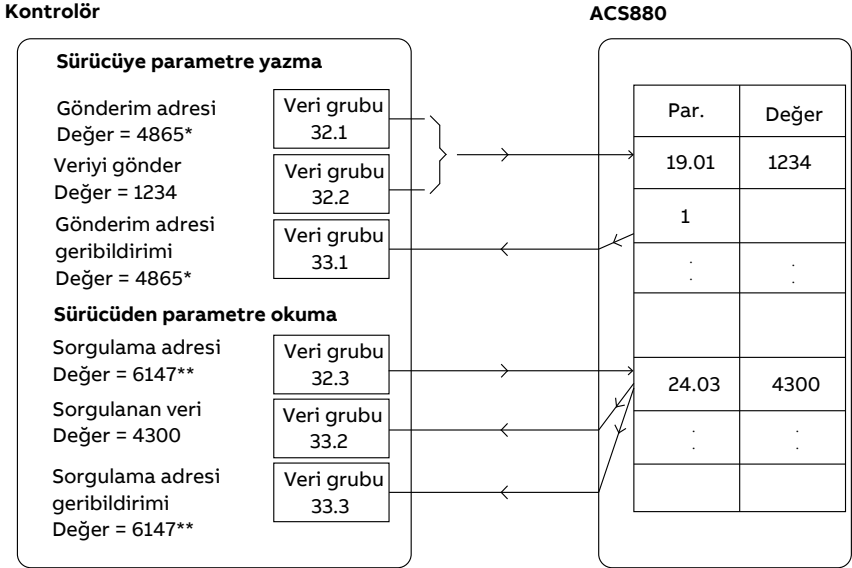 Kontrolör
ACS880
Sürücüye parametre yazma
Gönderim adresi
Değer = 4865*
Veri grubu
32.1
Veriyi gönder
Değer = 1234
Veri grubu
32.2
Gönderim adresi
geribildirimi
Değer = 4865*
Veri grubu
33.1
Sürücüden parametre okuma
Sorgulama adresi
Değer = 6147**
Veri grubu
32.3
Sorgulanan veri
Değer = 4300
Veri grubu
33.2
Sorgulama adresi
geribildirimi
Değer = 6147**
Veri grubu
33.3
Par. Değer
19.01 1234
1
: :
24.03 4300
: :